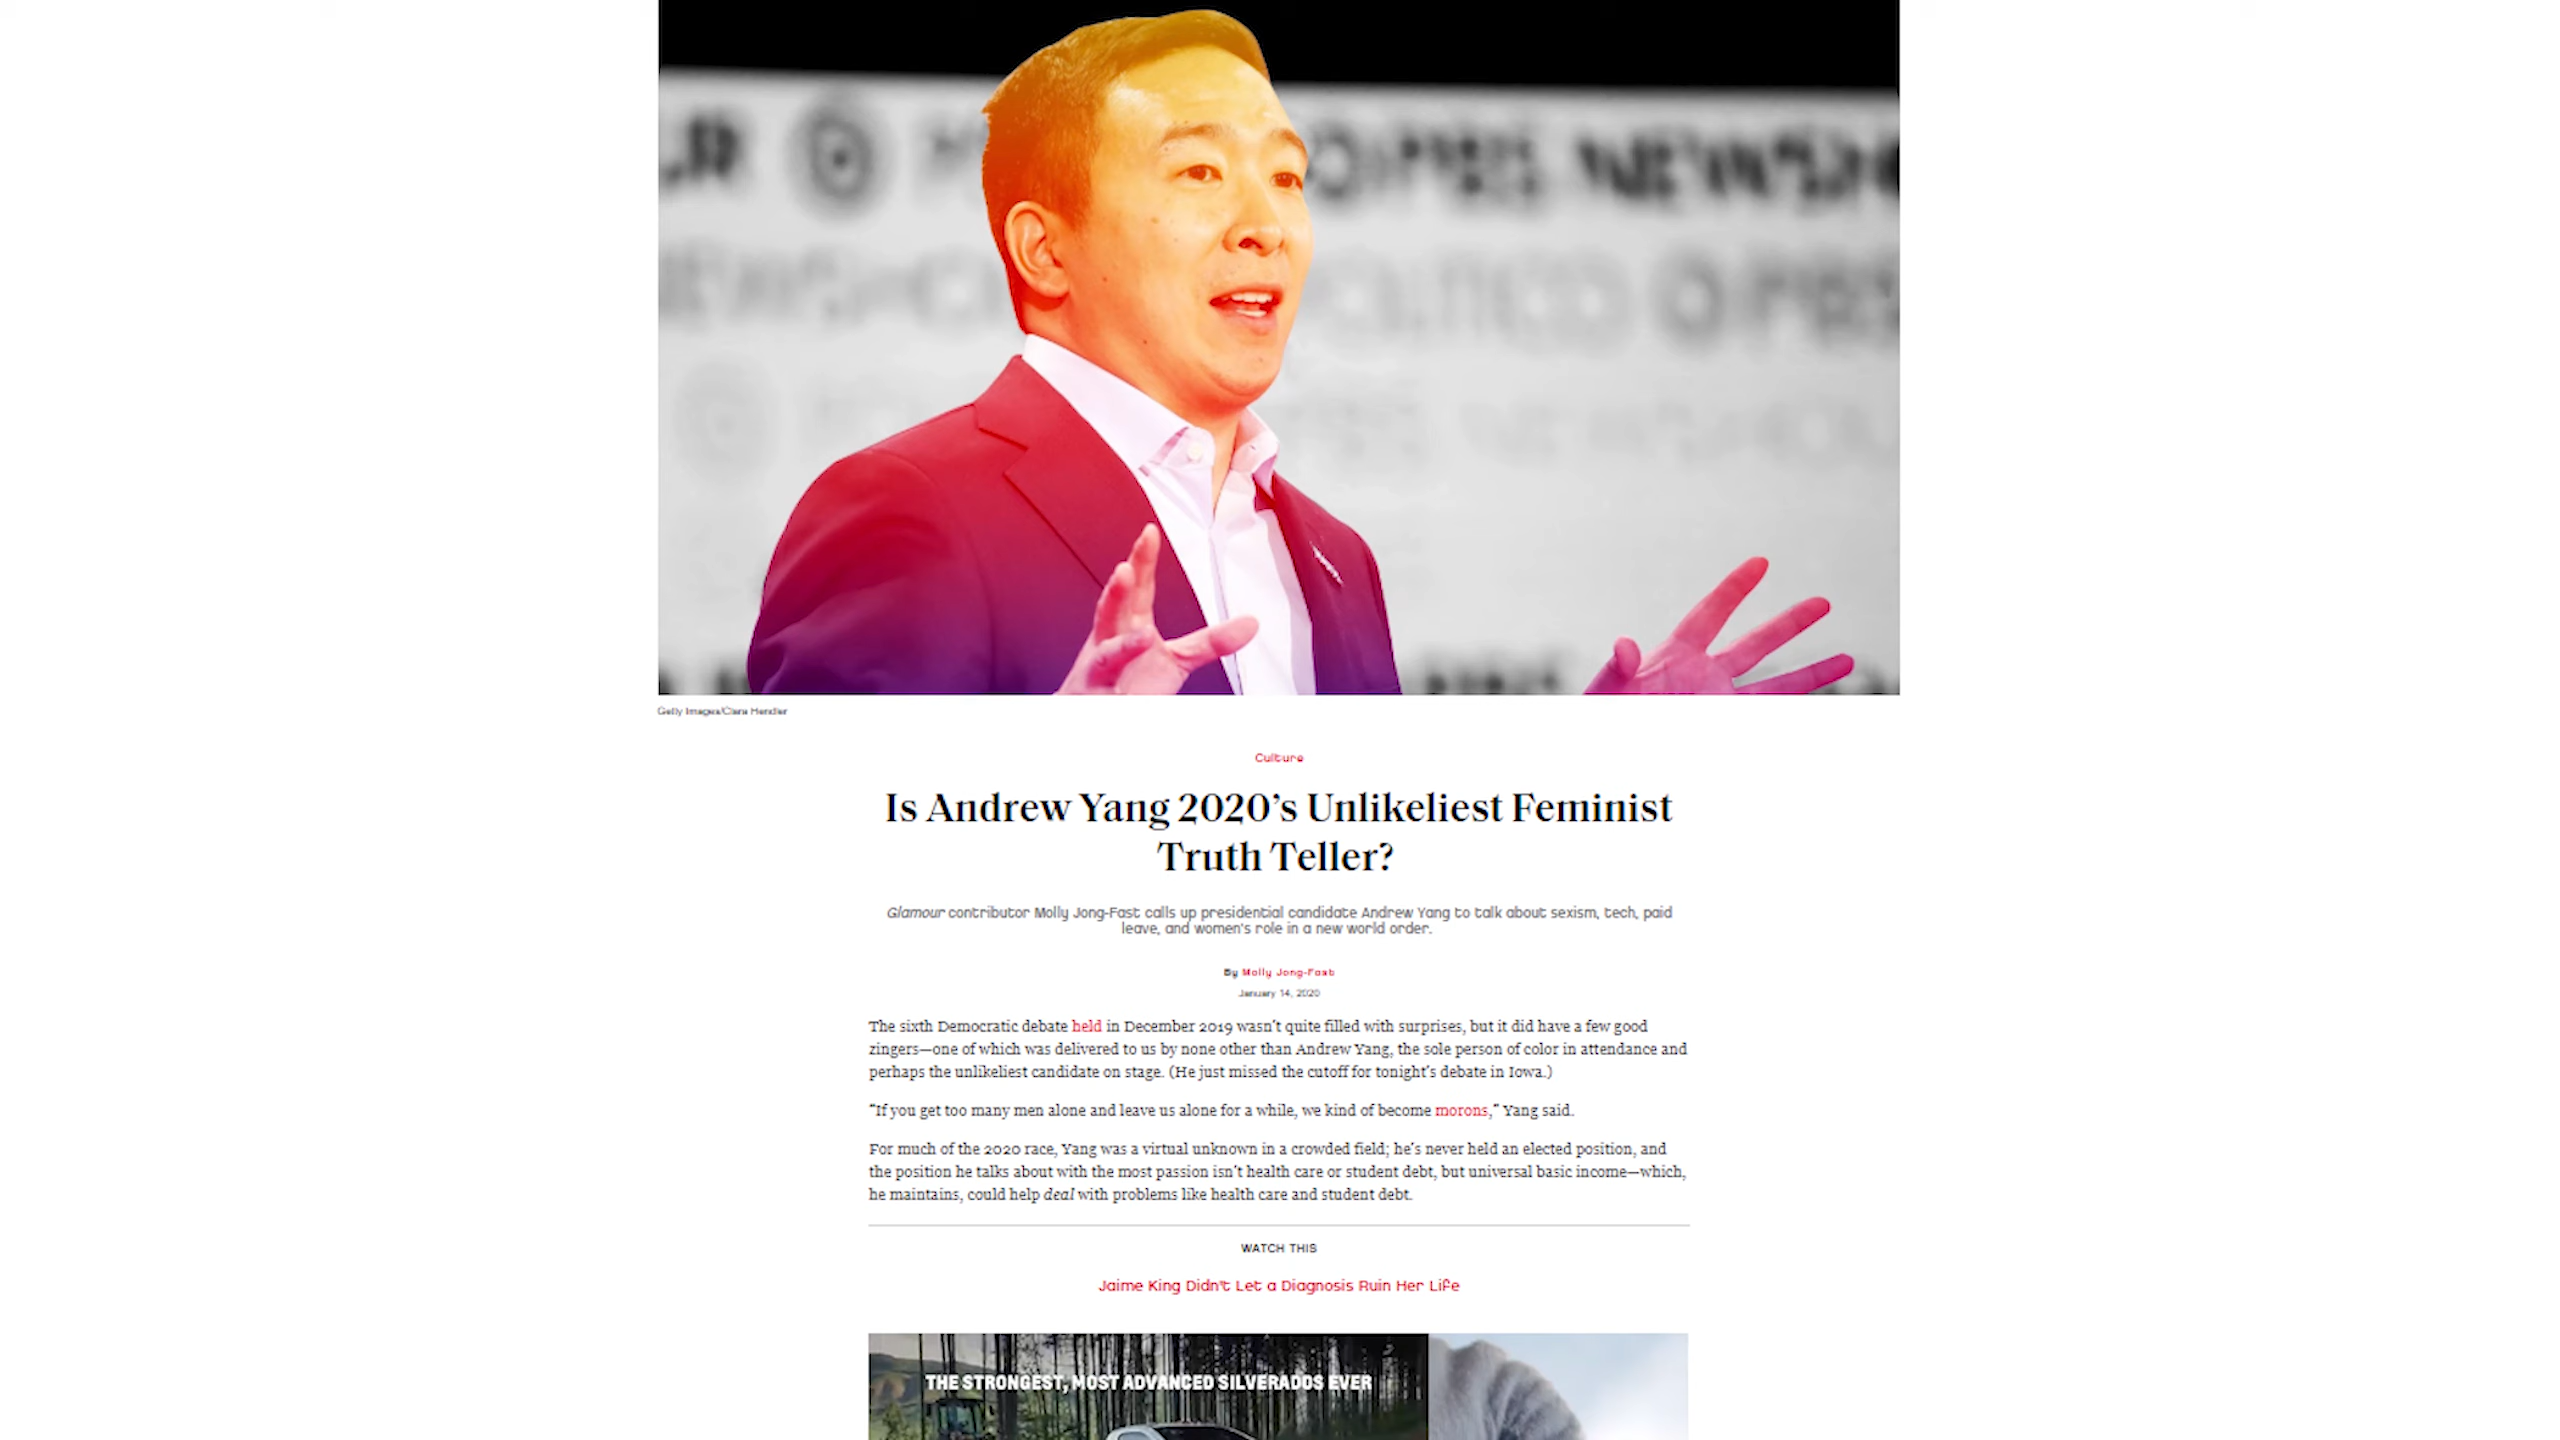 NEWSHO
NEWSHO
POLITICO
PBS
Getty Images/Clara Hendler
Culture
Is Andrew Yang 2020’s Unlikeliest Feminist
Truth Teller?
Glamour contributor Molly Jong-Fast calls up presidential candidate Andrew Yang to talk about sexism, tech, paid
leave, and women's role in a new world order.
By Molly Jong-Fast
January 14, 2020
The sixth Democratic debate held in December 2019 wasn’t quite filled with surprises, but it did have a few good
zingers—one of which was delivered to us by none other than Andrew Yang, the sole person of color in attendance and
perhaps the unlikeliest candidate on stage. (He just missed the cutoff for tonight’s debate in Iowa.)
“If you get too many men alone and leave us alone for a while, we kind of become morons,” Yang said.
For much of the 2020 race, Yang was a virtual unknown in a crowded field; he’s never held an elected position, and
the position he talks about with the most passion isn’t health care or student debt, but universal basic income—which,
he maintains, could help deal with problems like health care and student debt.
WATCH THIS
Jaime King Didn't Let a Diagnosis Ruin Her Life
THE STRONGEST, MOST ADVANCED SILVERADOS EVER